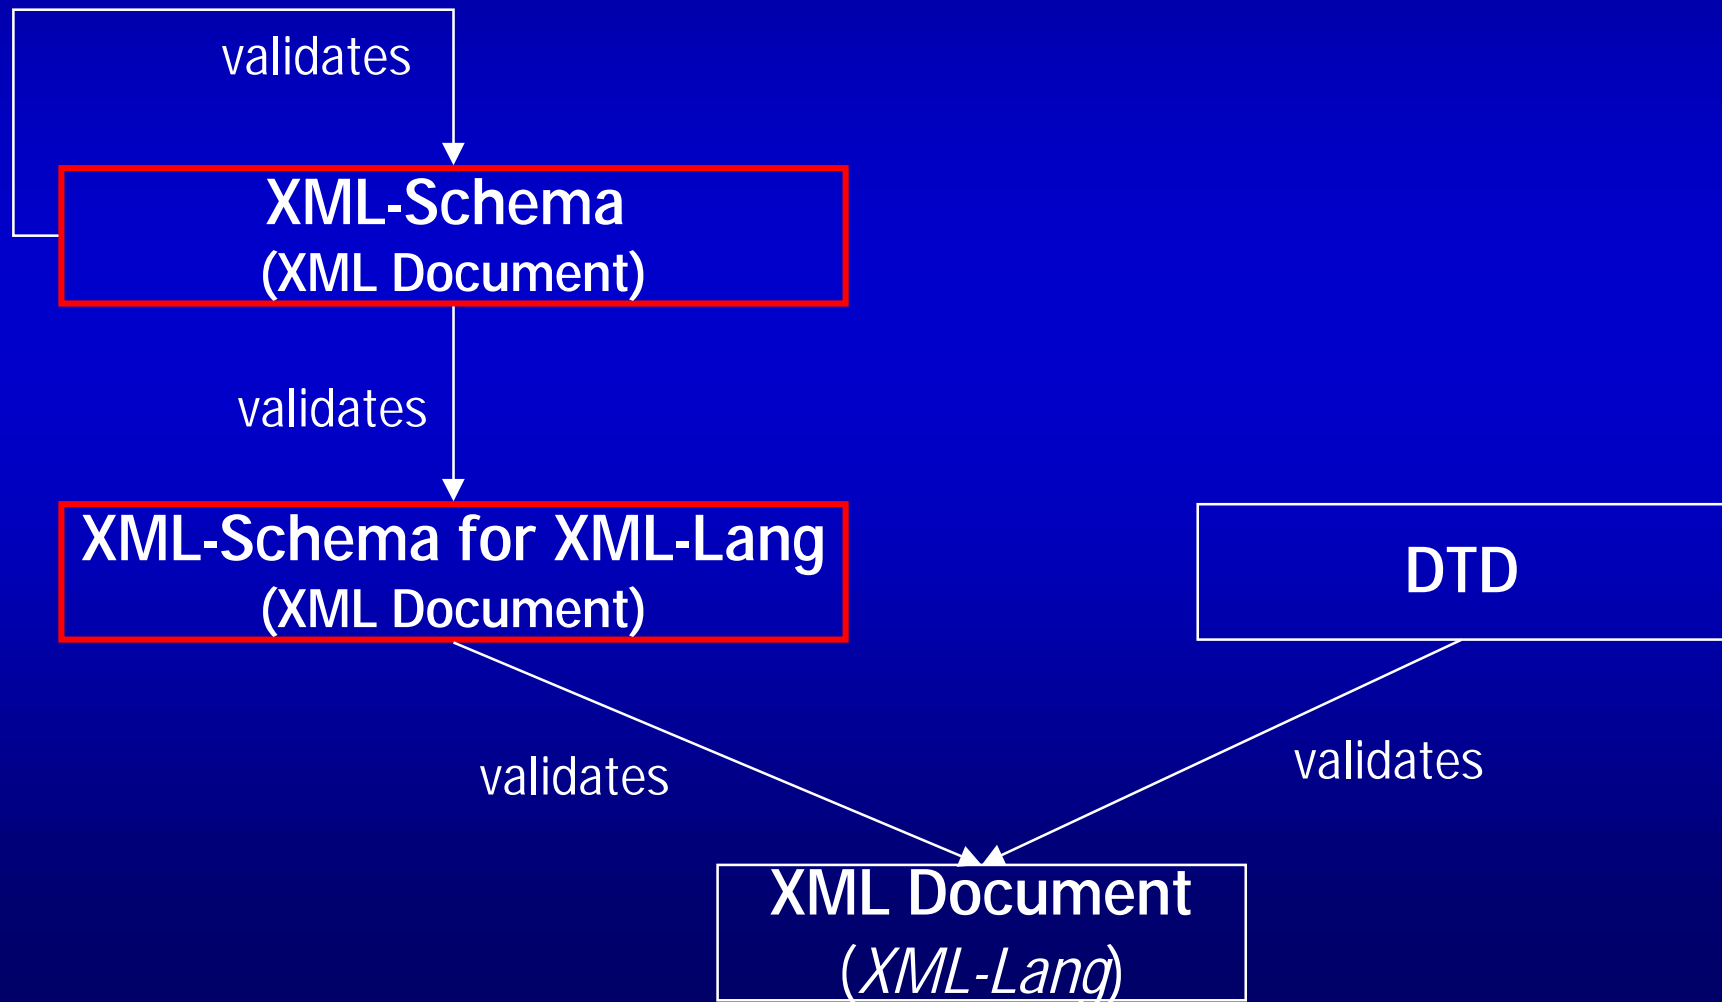 validates
XML-Schema
(XML Document)
validates
XML-Schema for XML-Lang
(XML Document)
DTD
validates
validates
XML Document
(XML-Lang)